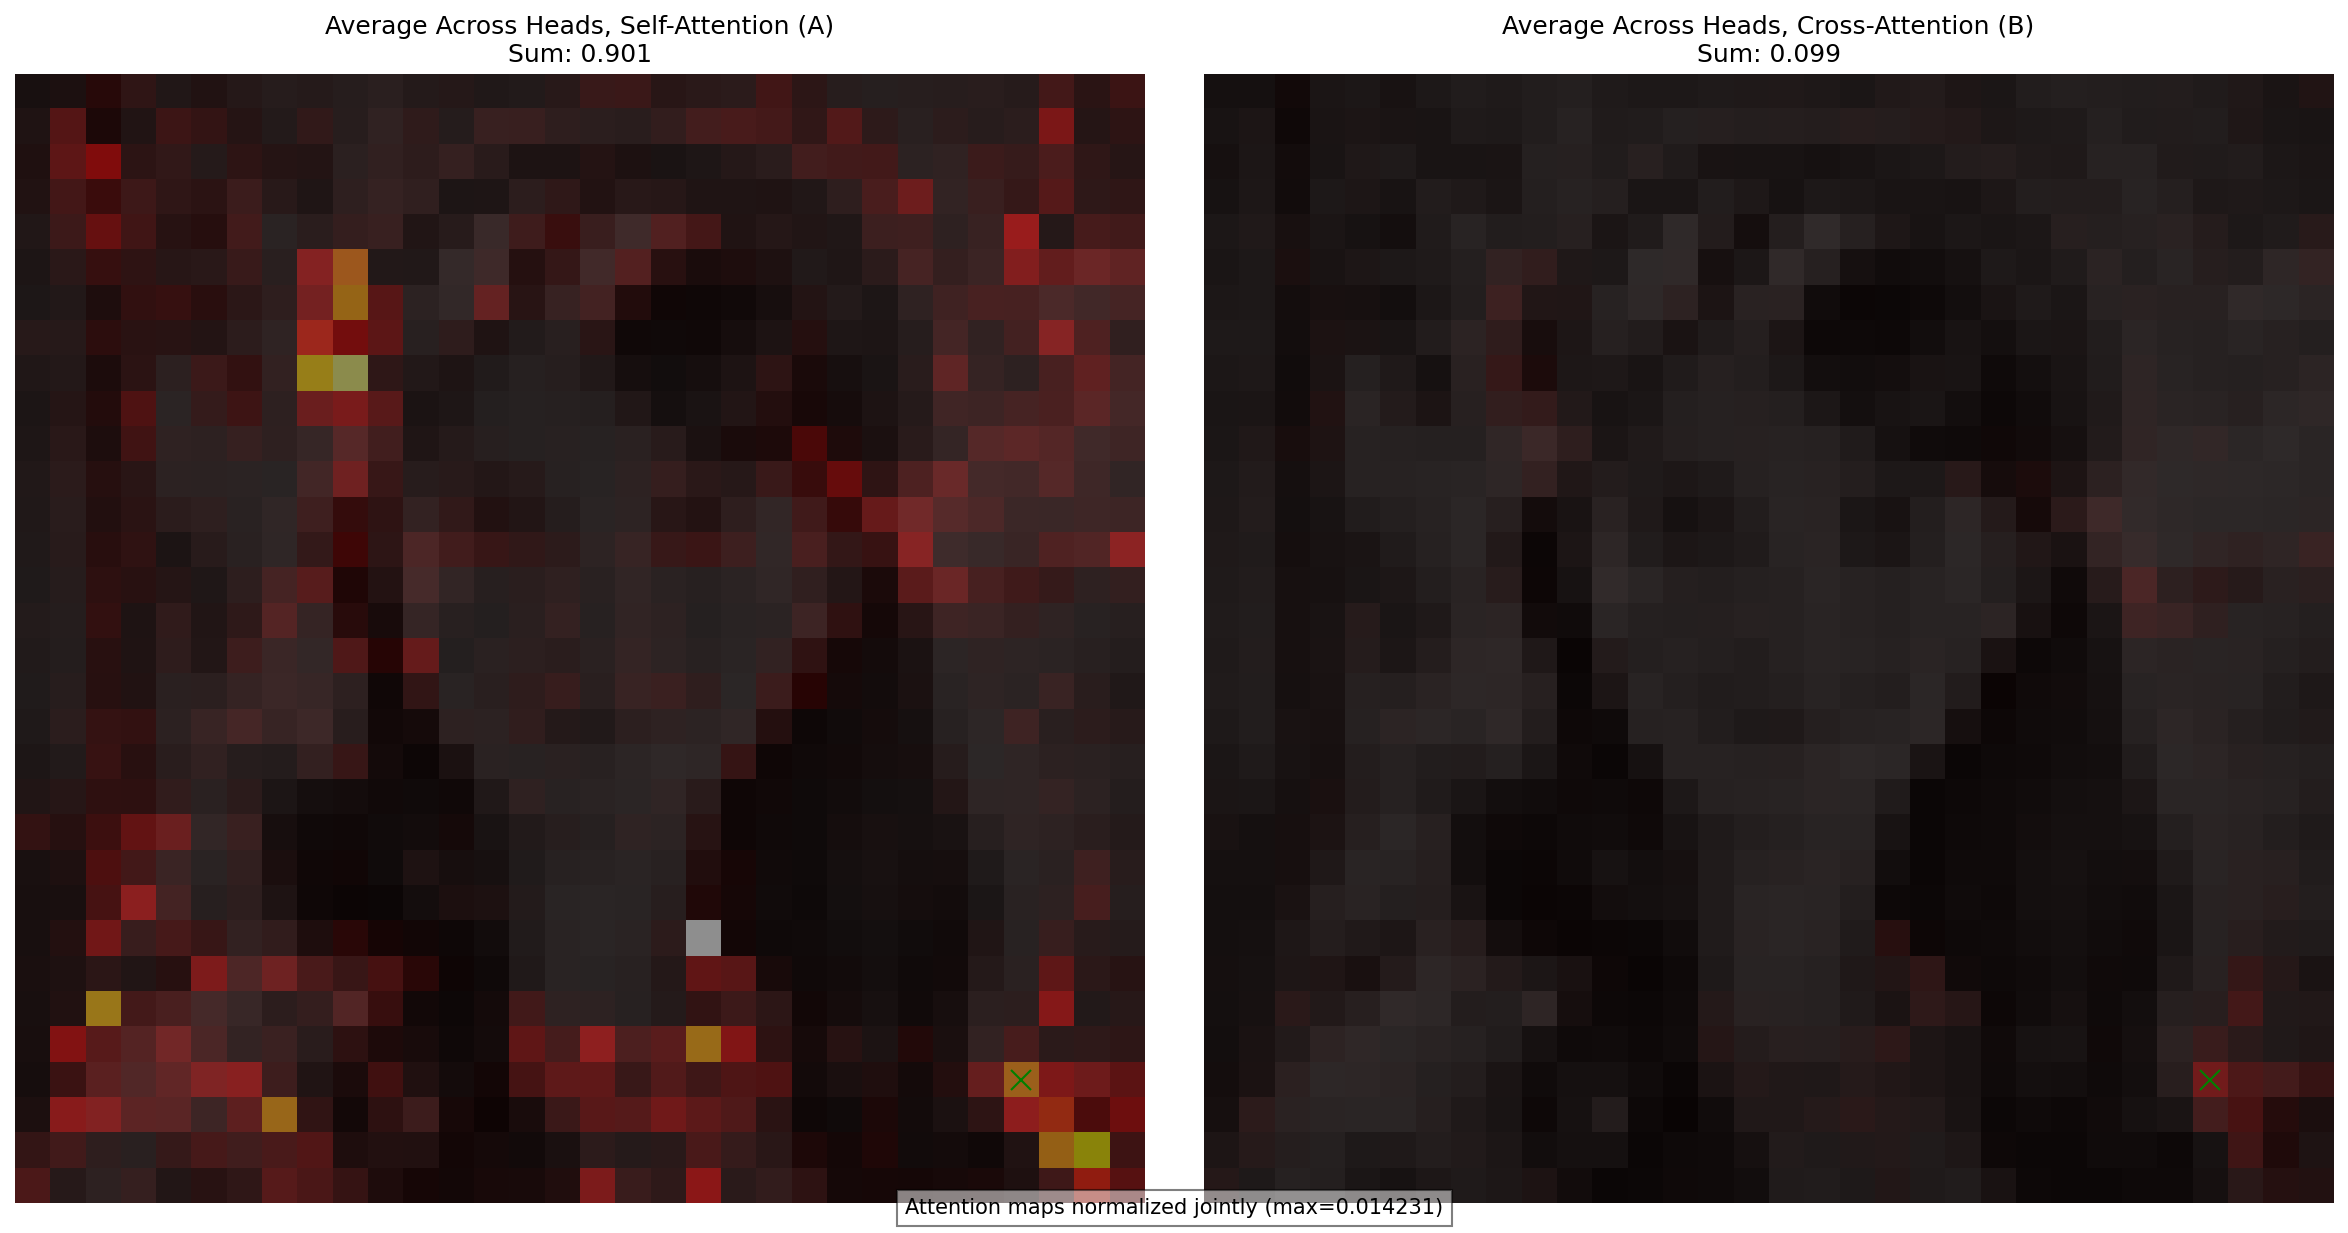 Average Across Heads, Self-Attention (A)
Sum: 0.901
Average Across Heads, Cross-Attention (B)
Sum: 0.099
Attention maps normalized jointly (max=0.014231)